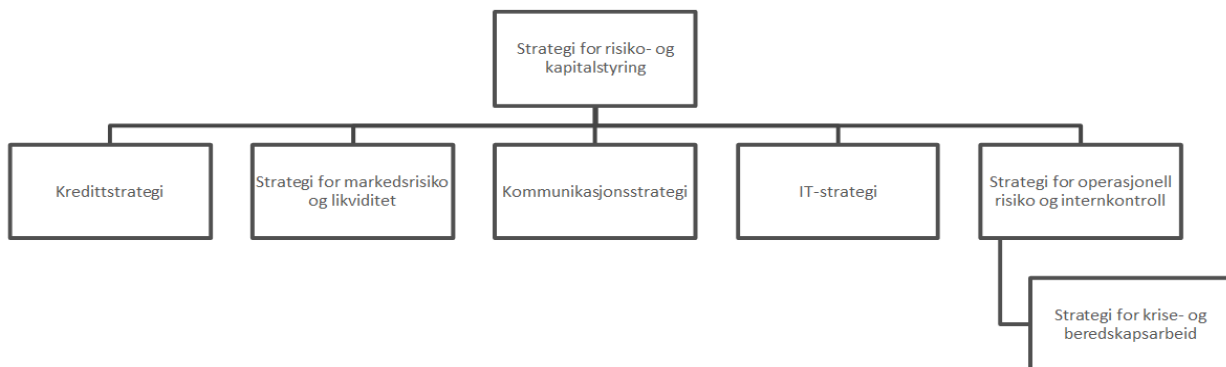 Strategi for risiko- og
kapitalstyring
Kredittstrategi
Strategi for markedsrisiko
og likviditet
Kommunikasjonsstrategi
IT-strategi
Strategi for operasjonell
risiko og internkontroll
Strategi for krise- og
beredskapsarbeid